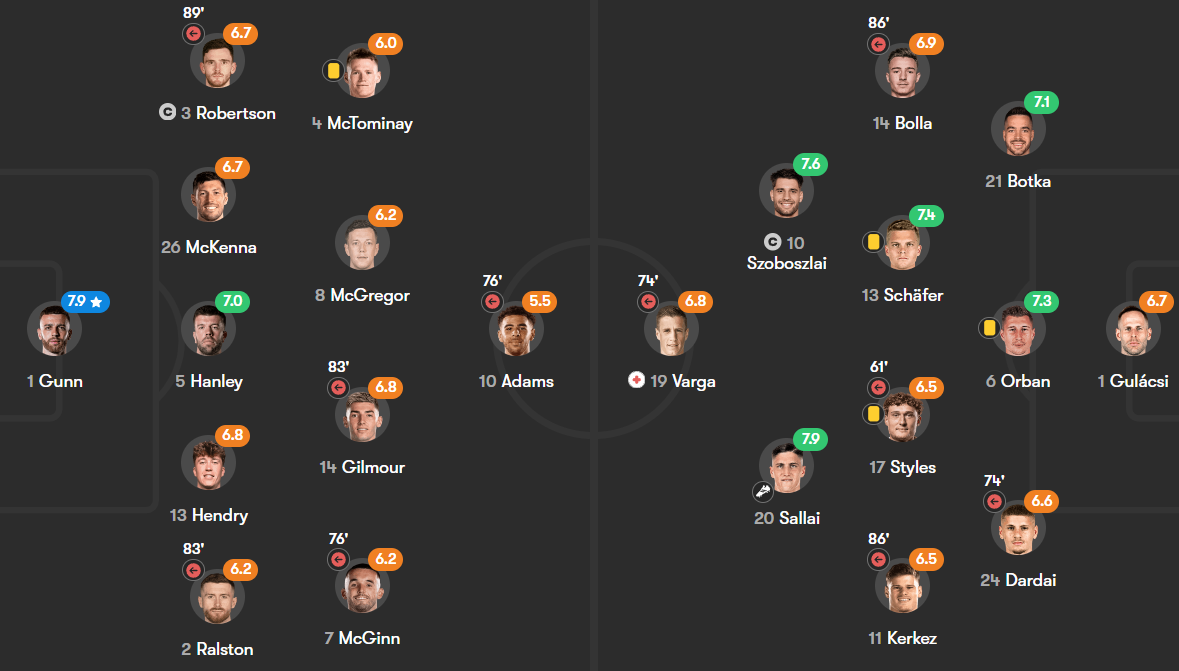 89'
6.7
C 3 Robertson
6.0
4 McTominay
6.7
26 McKenna
6.2
8 McGregor
7.9
1 Gunn
7.0
5 Hanley
76'
5.5
10 Adams
83'
6.8
14 Gilmour
6.8
13 Hendry
83'
6.2
2 Ralston
76'
6.2
7 McGinn
86'
6.9
14 Bolla
7.1
21 Botka
7.6
C 10
Szoboszlai
7.4
13 Schäfer
74'
6.8
19 Varga
7.3
6 Orban
6.7
1 Gulácsi
61'
6.5
17 Styles
7.9
20 Sallai
74'
6.6
24 Dardai
86'
6.5
11 Kerkez